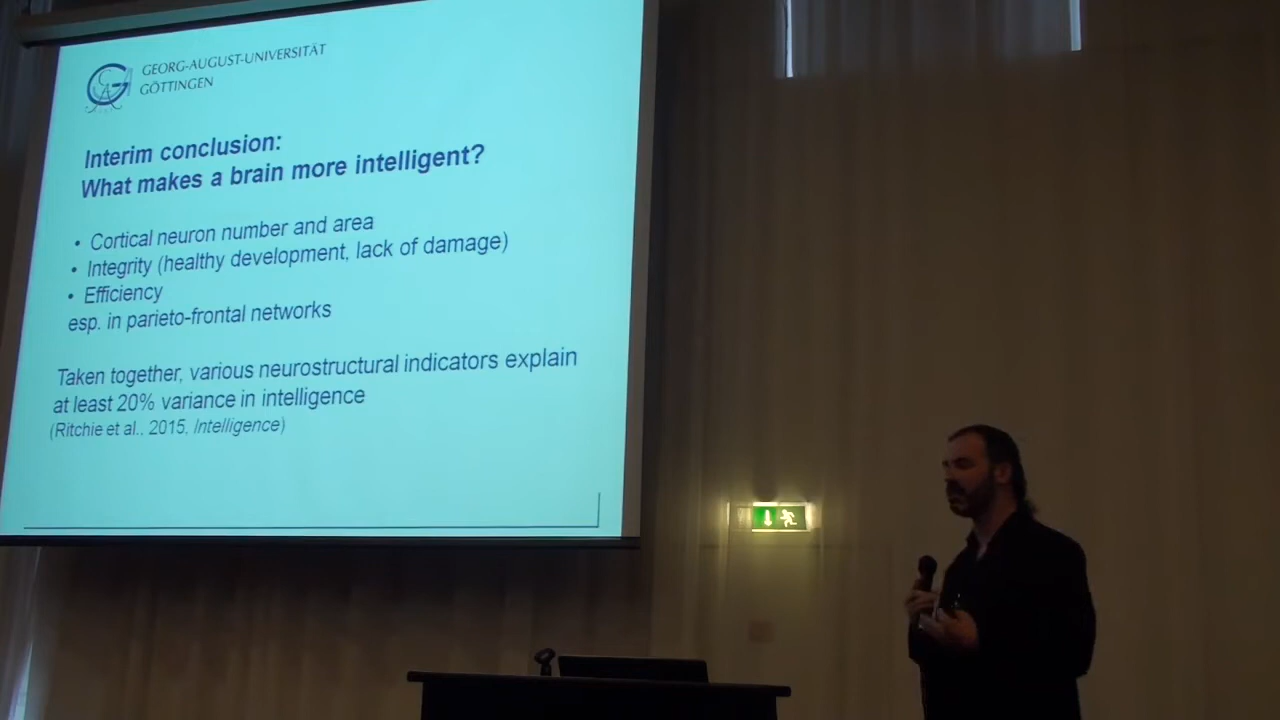 GEORG-AUGUST-UNIVERSITÄT
GÖTTINGEN
Interim conclusion:
What makes a brain more intelligent?
• Cortical neuron number and area
• Integrity (healthy development, lack of damage)
• Efficiency
esp. in parieto-frontal networks
Taken together, various neurostructural indicators explain
at least 20% variance in intelligence
(Ritchie et al., 2015, Intelligence)